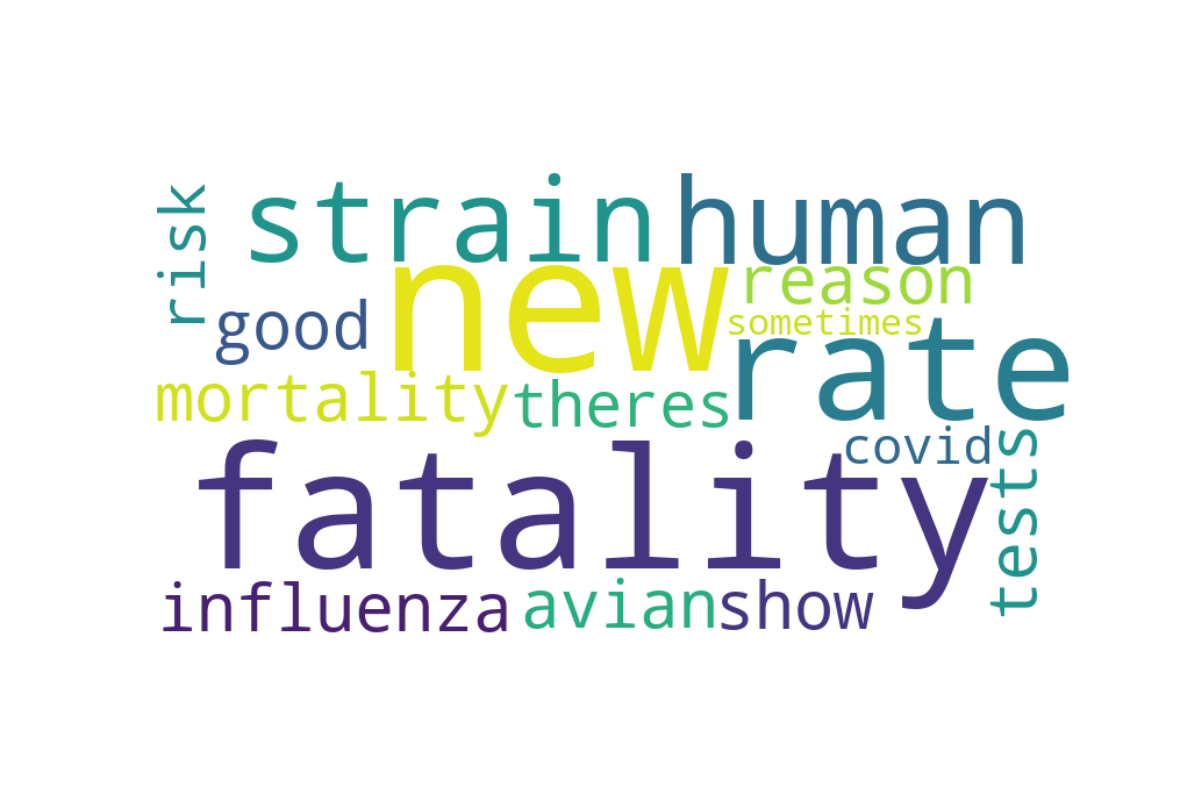 risk
strain
human
new
reason
good
sometimes
rate
mortality
theres
covid
tests
fatality
influenza
avian
show